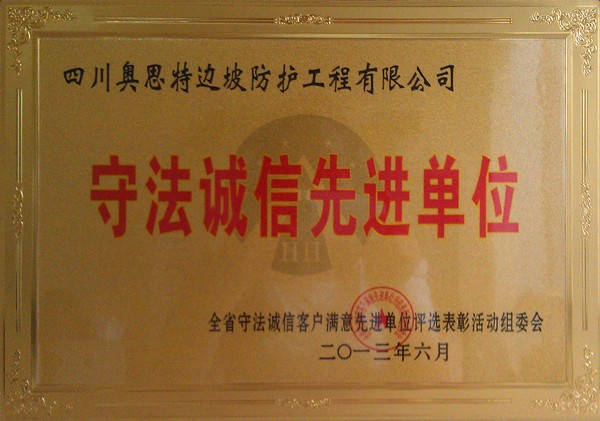 四川奥思特边坡防护工程有限公司
守法诚信先进单位
全省守法诚信客户满意先进单位评选表彰活动组委会
二〇一三年六月